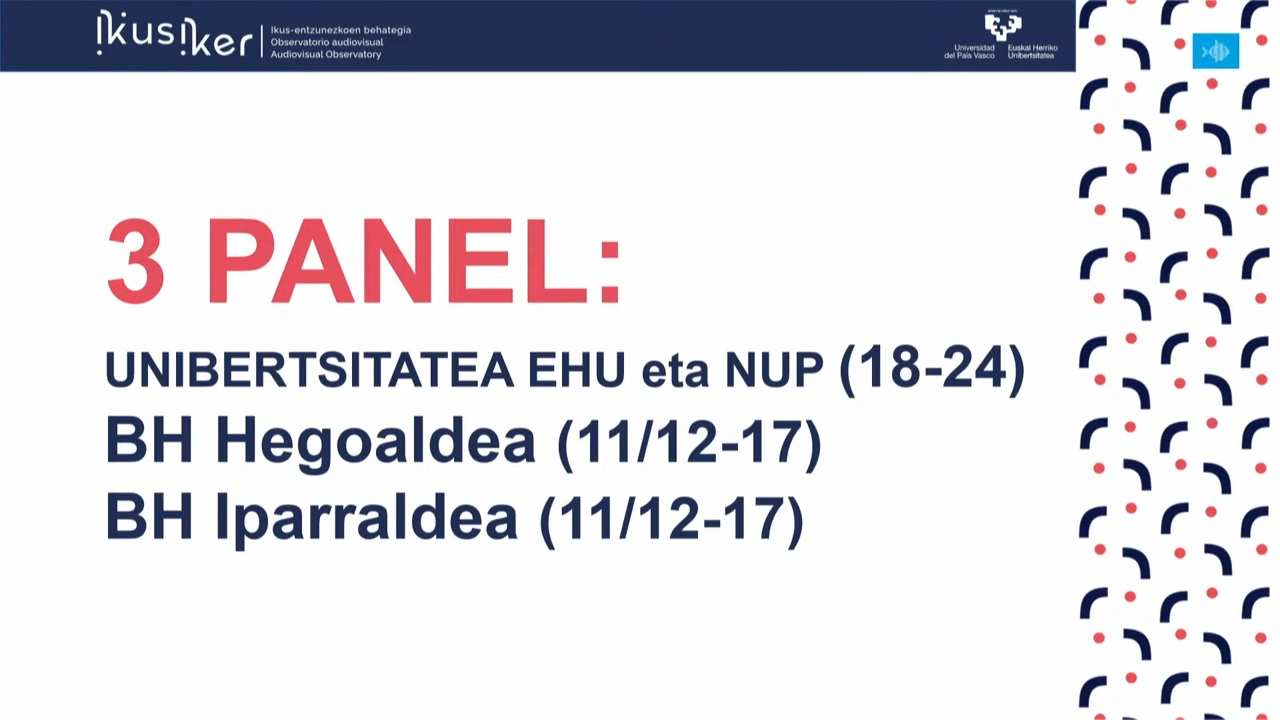 ikusiker
Ikus-entzunezkoen behategia
Observatorio audiovisual
Audiovisual Observatory
Universidad
del País Vasco
Euskal Herriko
Unibertsitatea
3 PANEL:
UNIBERTSITATEA EHU eta NUP (18-24)
BH Hegoaldea (11/12-17)
BH Iparraldea (11/12-17)